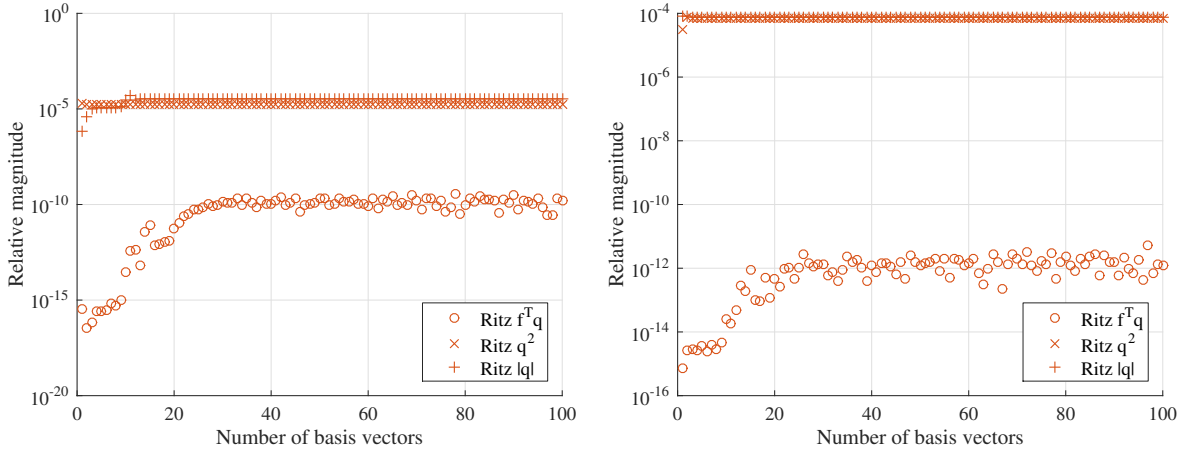 10^0
10^-5
10^-10
10^-15
10^-20
Relative magnitude
0 20 40 60 80 100
Number of basis vectors
Ritz f^Tq
Ritz q^2
Ritz |q|
10^-4
10^-6
10^-8
10^-10
10^-12
10^-14
10^-16
Relative magnitude
0 20 40 60 80 100
Number of basis vectors
Ritz f^Tq
Ritz q^2
Ritz |q|